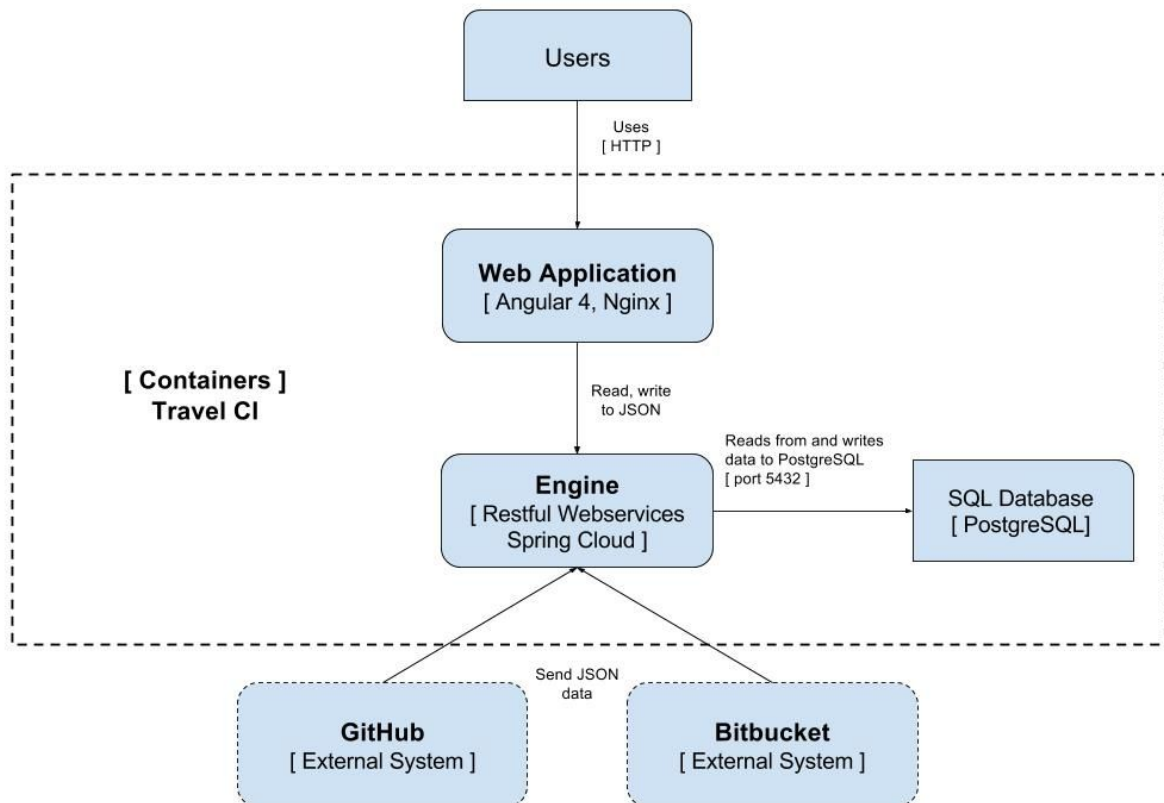 Users
Uses
[ HTTP ]
Web Application
[ Angular 4, Nginx ]
[ Containers ]
Travel CI
Read, write
to JSON
Reads from and writes
data to PostgreSQL
[ port 5432 ]
Engine
[ Restful Webservices
Spring Cloud ]
SQL Database
[ PostgreSQL]
Send JSON
data
GitHub
[ External System ]
Bitbucket
[ External System ]